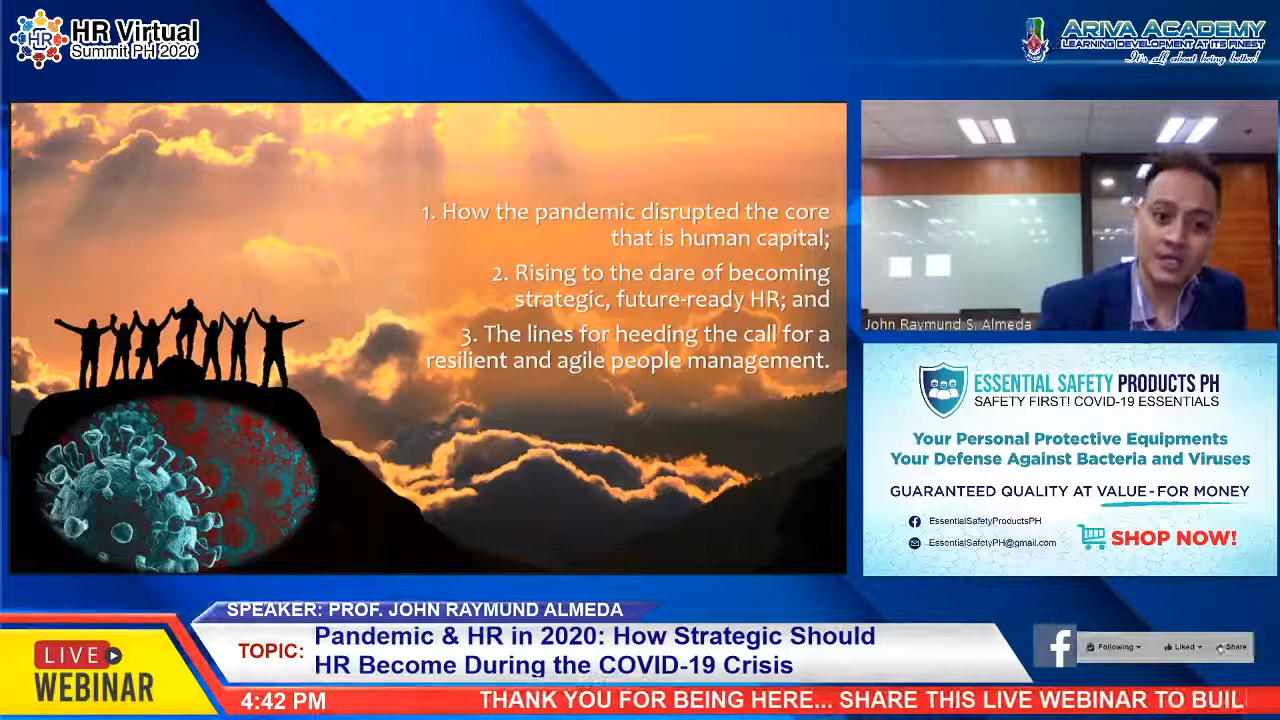 HR Virtual
Summit PH 2020
HR
ARIVA ACADEMY
LEARNING DEVELOPMENT AT ITS FINEST
It's all about being better!
1. How the pandemic disrupted the core
that is human capital;
2. Rising to the dare of becoming
strategic, future-ready HR; and
3. The lines for heeding the call for a
resilient and agile people management.
John Raymund S. Almeda
ESSENTIAL SAFETY PRODUCTS PH
SAFETY FIRST! COVID-19 ESSENTIALS
Your Personal Protective Equipments
Your Defense Against Bacteria and Viruses
GUARANTEED QUALITY AT VALUE-FOR MONEY
EssentialSafetyProductsPH
EssentialSafetyPH@gmail.com
SHOP NOW!
SPEAKER: PROF. JOHN RAYMUND ALMEDA
TOPIC: Pandemic & HR in 2020: How Strategic Should
HR Become During the COVID-19 Crisis
LIVE
WEBINAR
f Following Liked Share
4:42 PM
THANK YOU FOR BEING HERE... SHARE THIS LIVE WEBINAR TO BUIL